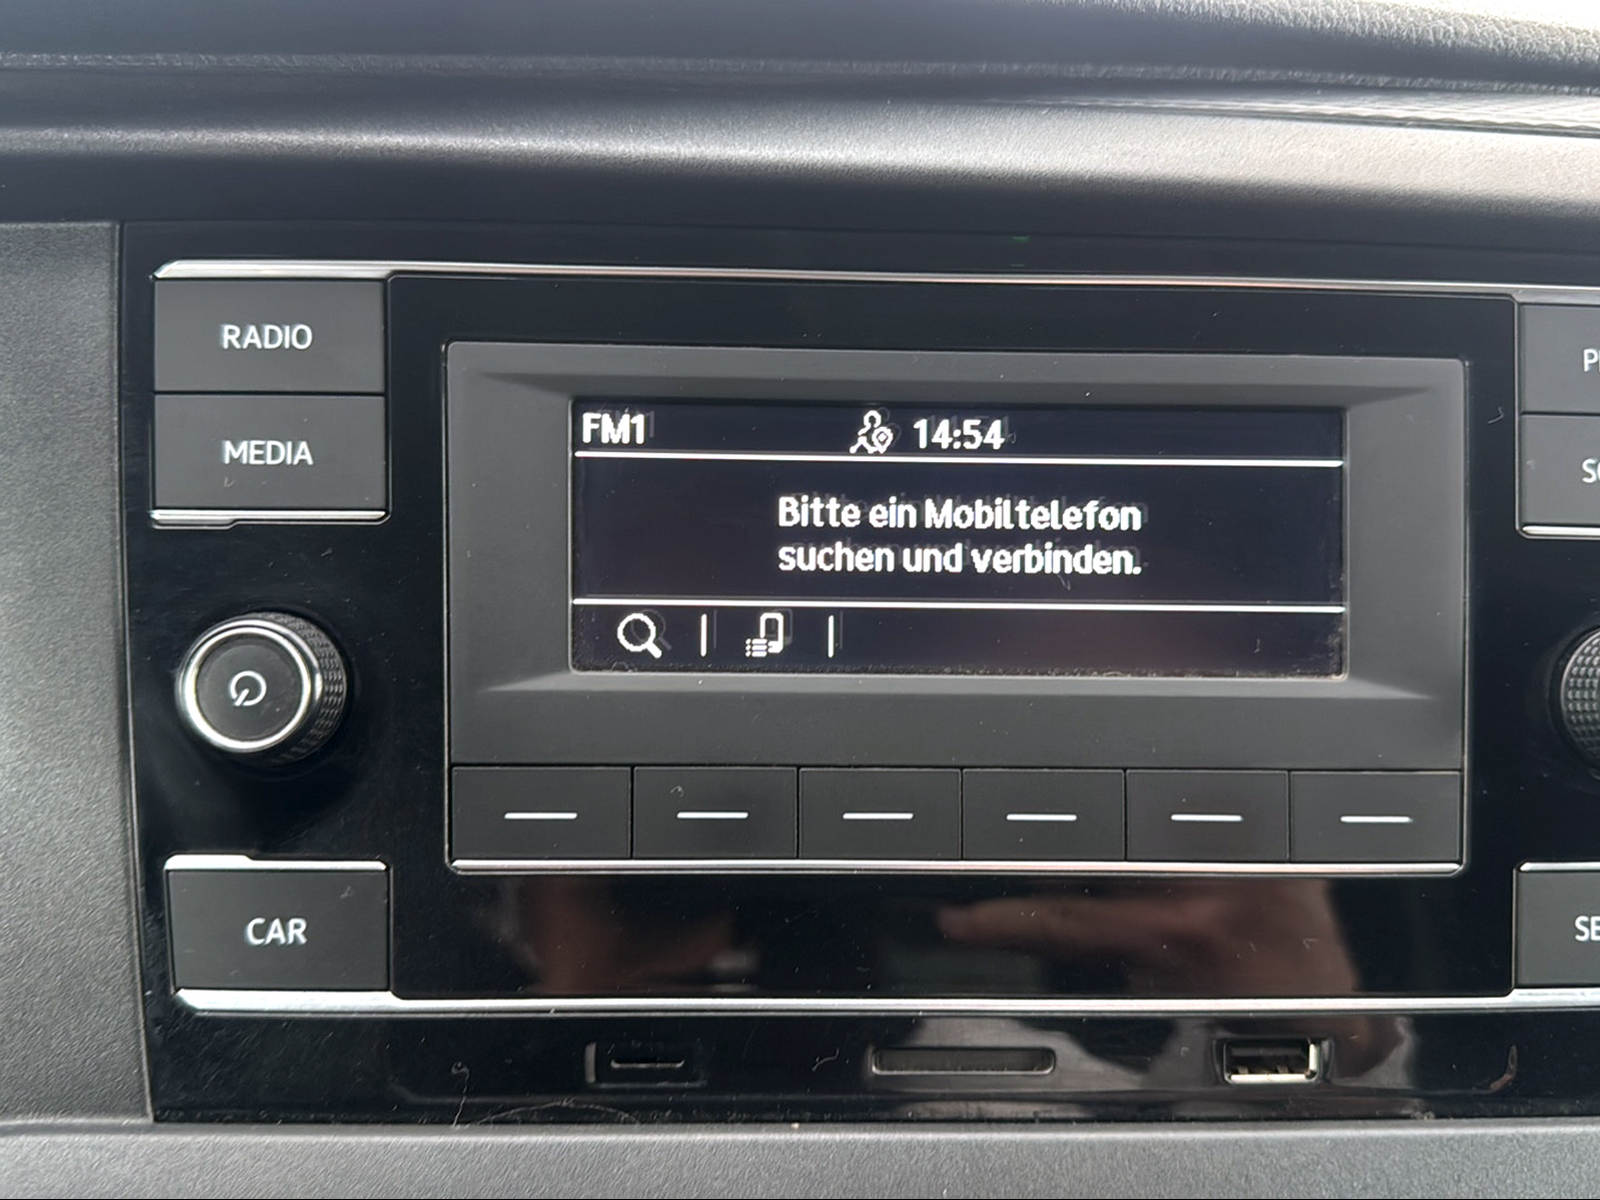 RADIO
MEDIA
FM1 14:54
Bitte ein Mobiltelefon
suchen und verbinden.
CAR